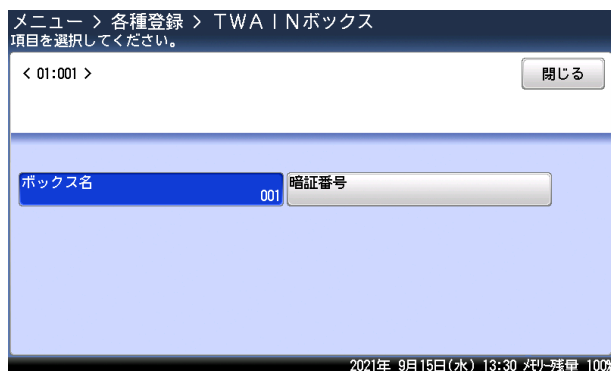 メニュー > 各種登録 > TWAINボックス
項目を選択してください。
< 01:001 >
閉じる
ボックス名
001
暗証番号
2021年 9月15日(水) 13:30 メモリー残量 100%